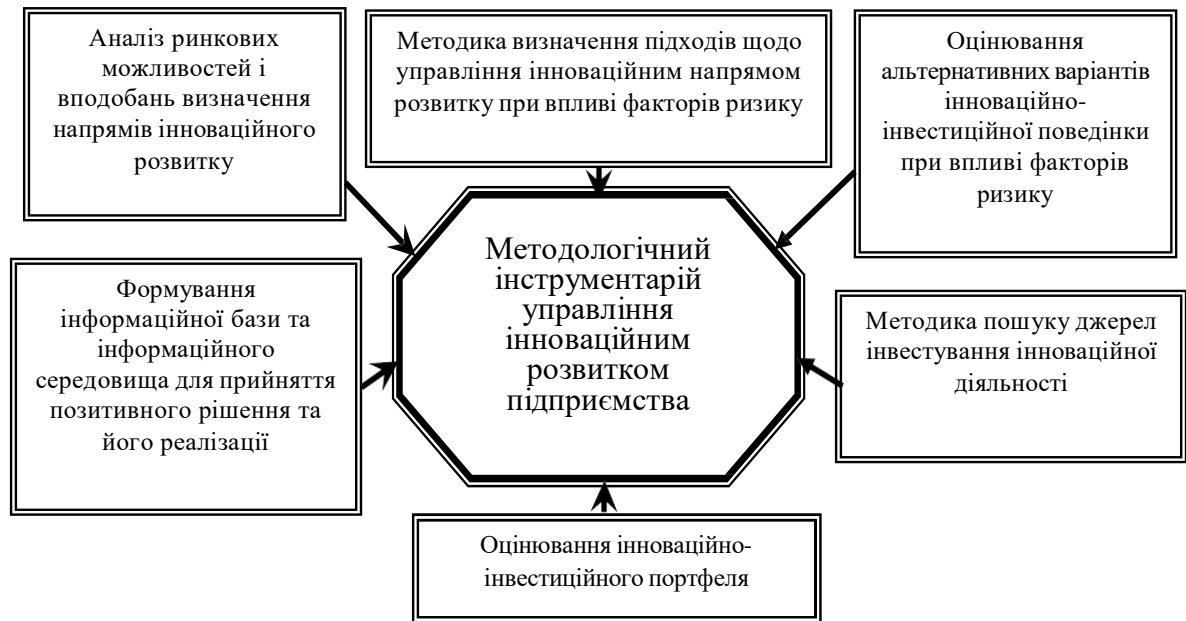 Аналіз ринкових
можливостей і
вподобань визначення
напрямів інноваційного
розвитку
Методика визначення підходів щодо
управління інноваційним напрямом
розвитку при впливі факторів ризику
Оцінювання
альтернативних варіантів
інноваційно-
інвестиційної поведінки
при впливі факторів
ризику
Методологічний
інструментарій
управління
інноваційним
розвитком
підприємства
Формування
інформаційної бази та
інформаційного
середовища для прийняття
позитивного рішення та
його реалізації
Методика пошуку джерел
інвестування інноваційної
діяльності
Оцінювання інноваційно-
інвестиційного портфеля